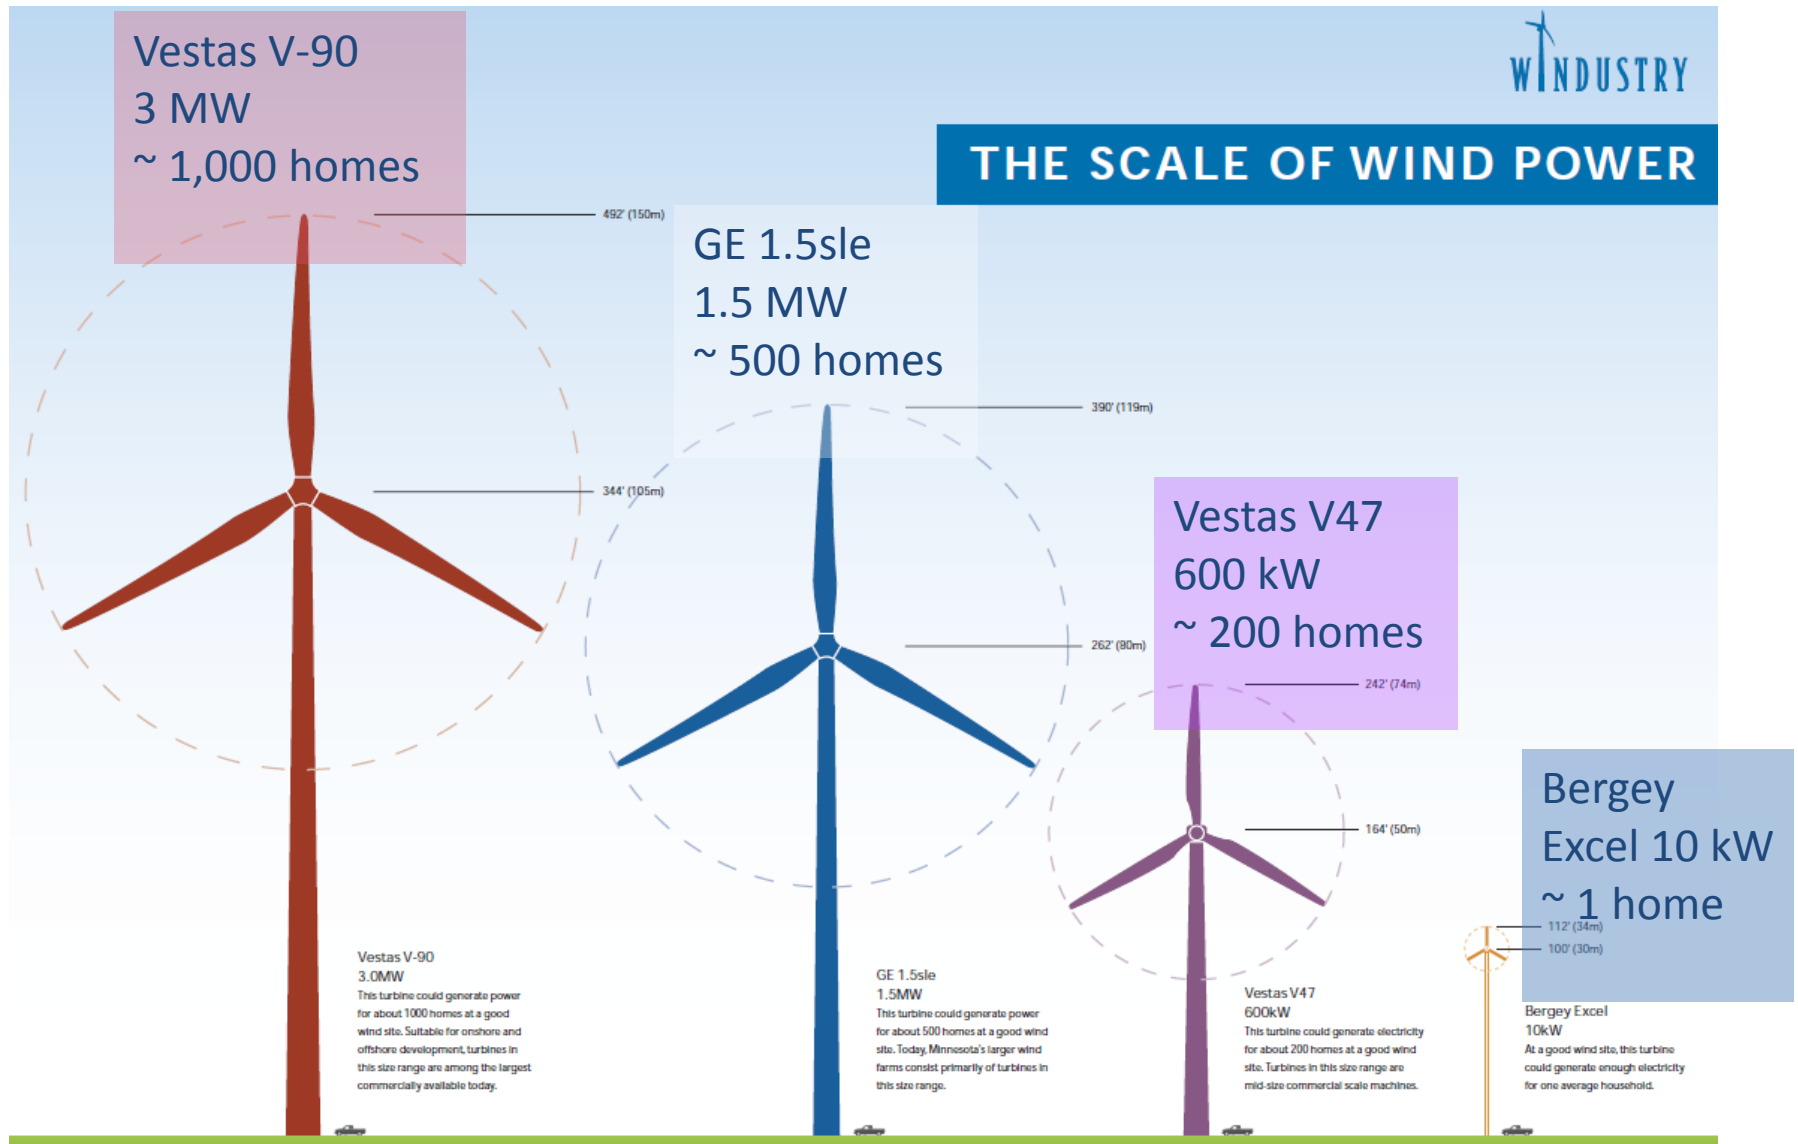 Vestas V-90
3 MW
~ 1,000 homes
WINDUSTRY
THE SCALE OF WIND POWER
492' (150m)
344' (105m)
GE 1.5sle
1.5 MW
~ 500 homes
390' (119m)
262' (80m)
Vestas V47
600 kW
~ 200 homes
242' (74m)
164' (50m)
Bergey
Excel 10 kW
~ 1 home
112' (34m)
100' (30m)
Vestas V-90
3.0MW
This turbine could generate power
for about 1000 homes at a good
wind site. Suitable for onshore and
offshore development, turbines in
this size range are among the largest
commercially available today.
GE 1.5sle
1.5MW
This turbine could generate power
for about 500 homes at a good wind
site. Today, Minnesota's larger wind
farms consist primarily of turbines in
this size range.
Vestas V47
600kW
This turbine could generate electricity
for about 200 homes at a good wind
site. Turbines in this size range are
mid-size commercial scale machines.
Bergey Excel
10kW
At a good wind site, this turbine
could generate enough electricity
for one average household.